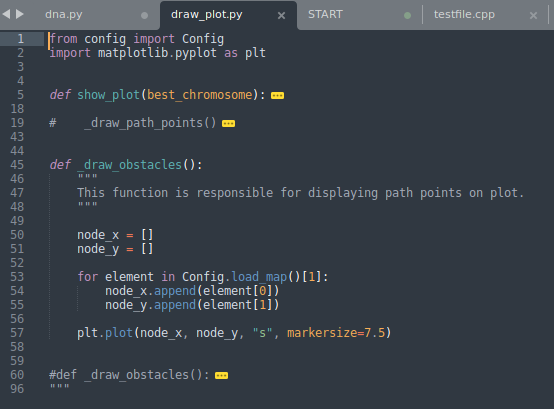 dna.py draw_plot.py START testfile.cpp
1 from config import Config
2 import matplotlib.pyplot as plt
3
4
5 def show_plot(best_chromosome):
18
19 #    _draw_path_points()
43
44
45 def _draw_obstacles():
46     """
47     This function is responsible for displaying path points on plot.
48     """
49
50     node_x = []
51     node_y = []
52
53     for element in Config.load_map()[1]:
54         node_x.append(element[0])
55         node_y.append(element[1])
56
57     plt.plot(node_x, node_y, "s", markersize=7.5)
58
59
60 #def _draw_obstacles():
96 """